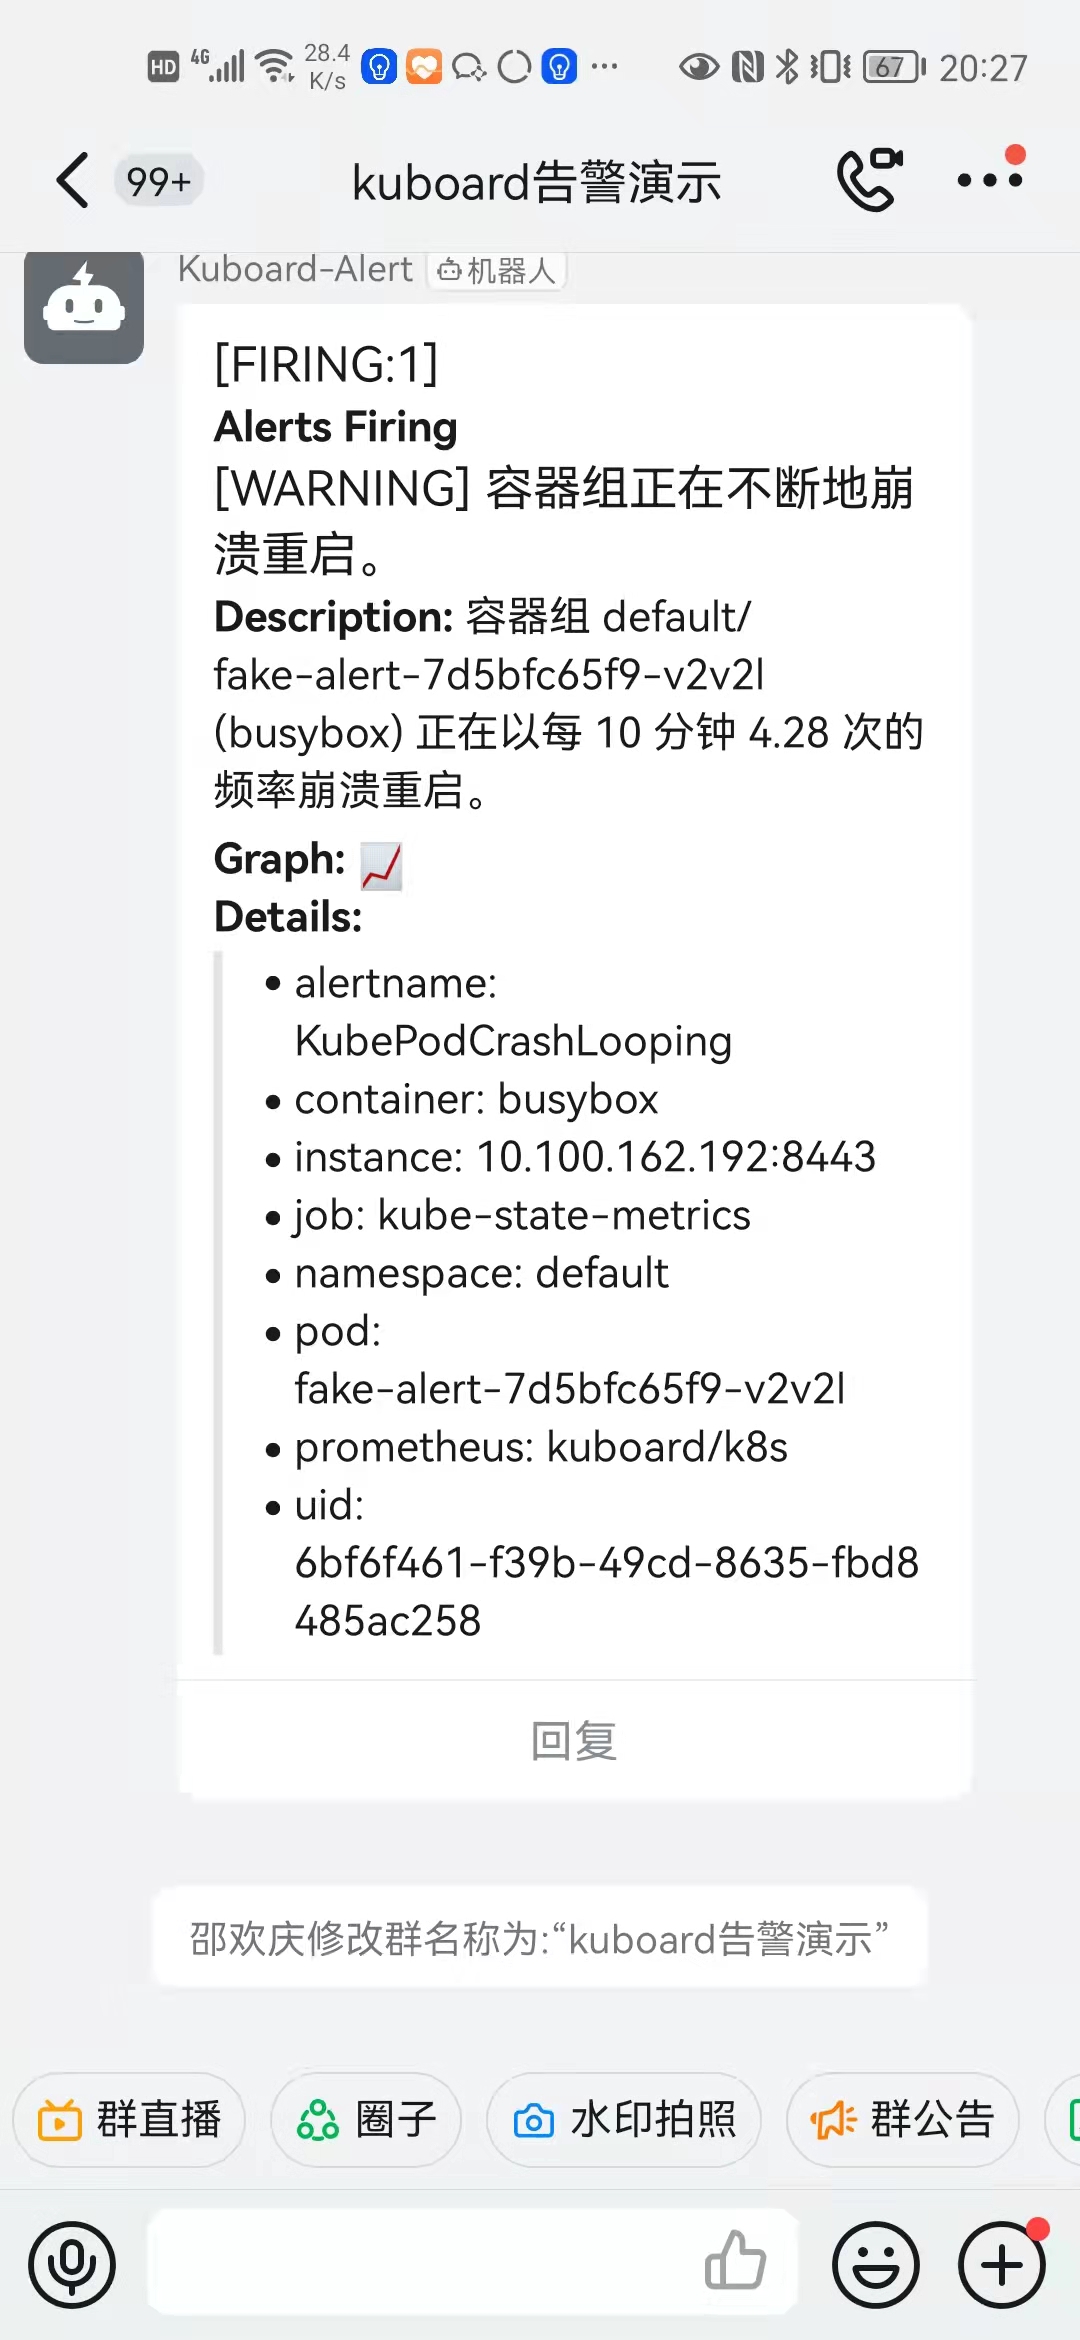 HD 4G 28.4 K/s 67 20:27
99+ kuboard告警演示
Kuboard-Alert 机器人
[FIRING:1]
Alerts Firing
[WARNING] 容器组正在不断地崩
溃重启。
Description: 容器组 default/
fake-alert-7d5bfc65f9-v2v2l
(busybox) 正在以每 10 分钟 4.28 次的
频率崩溃重启。
Graph:
Details:
• alertname:
KubePodCrashLooping
• container: busybox
• instance: 10.100.162.192:8443
• job: kube-state-metrics
• namespace: default
• pod:
fake-alert-7d5bfc65f9-v2v2l
• prometheus: kuboard/k8s
• uid:
6bf6f461-f39b-49cd-8635-fbd8
485ac258
回复
邵欢庆修改群名称为:“kuboard告警演示”
群直播 圈子 水印拍照 群公告